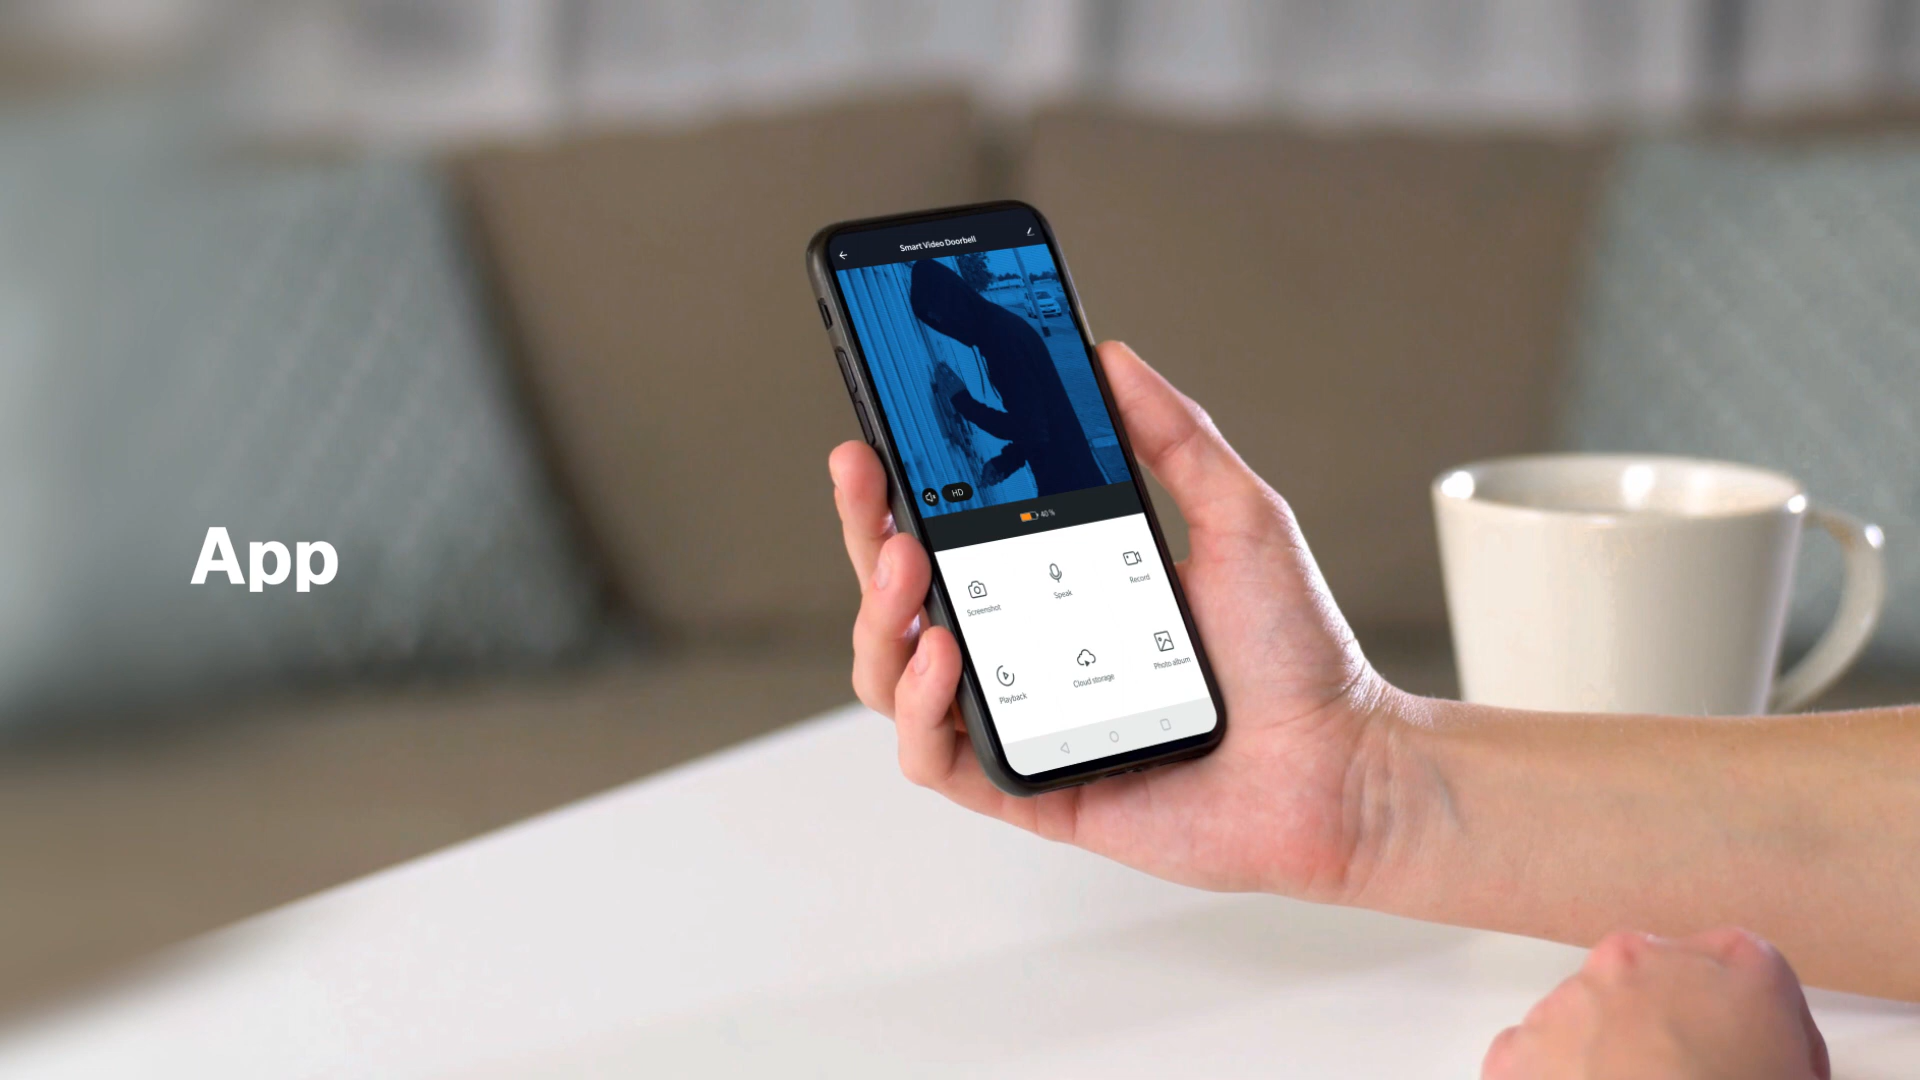 App
Smart Video Doorbell
HD
40 %
Screenshot
Speak
Record
Playback
Cloud storage
Photo album